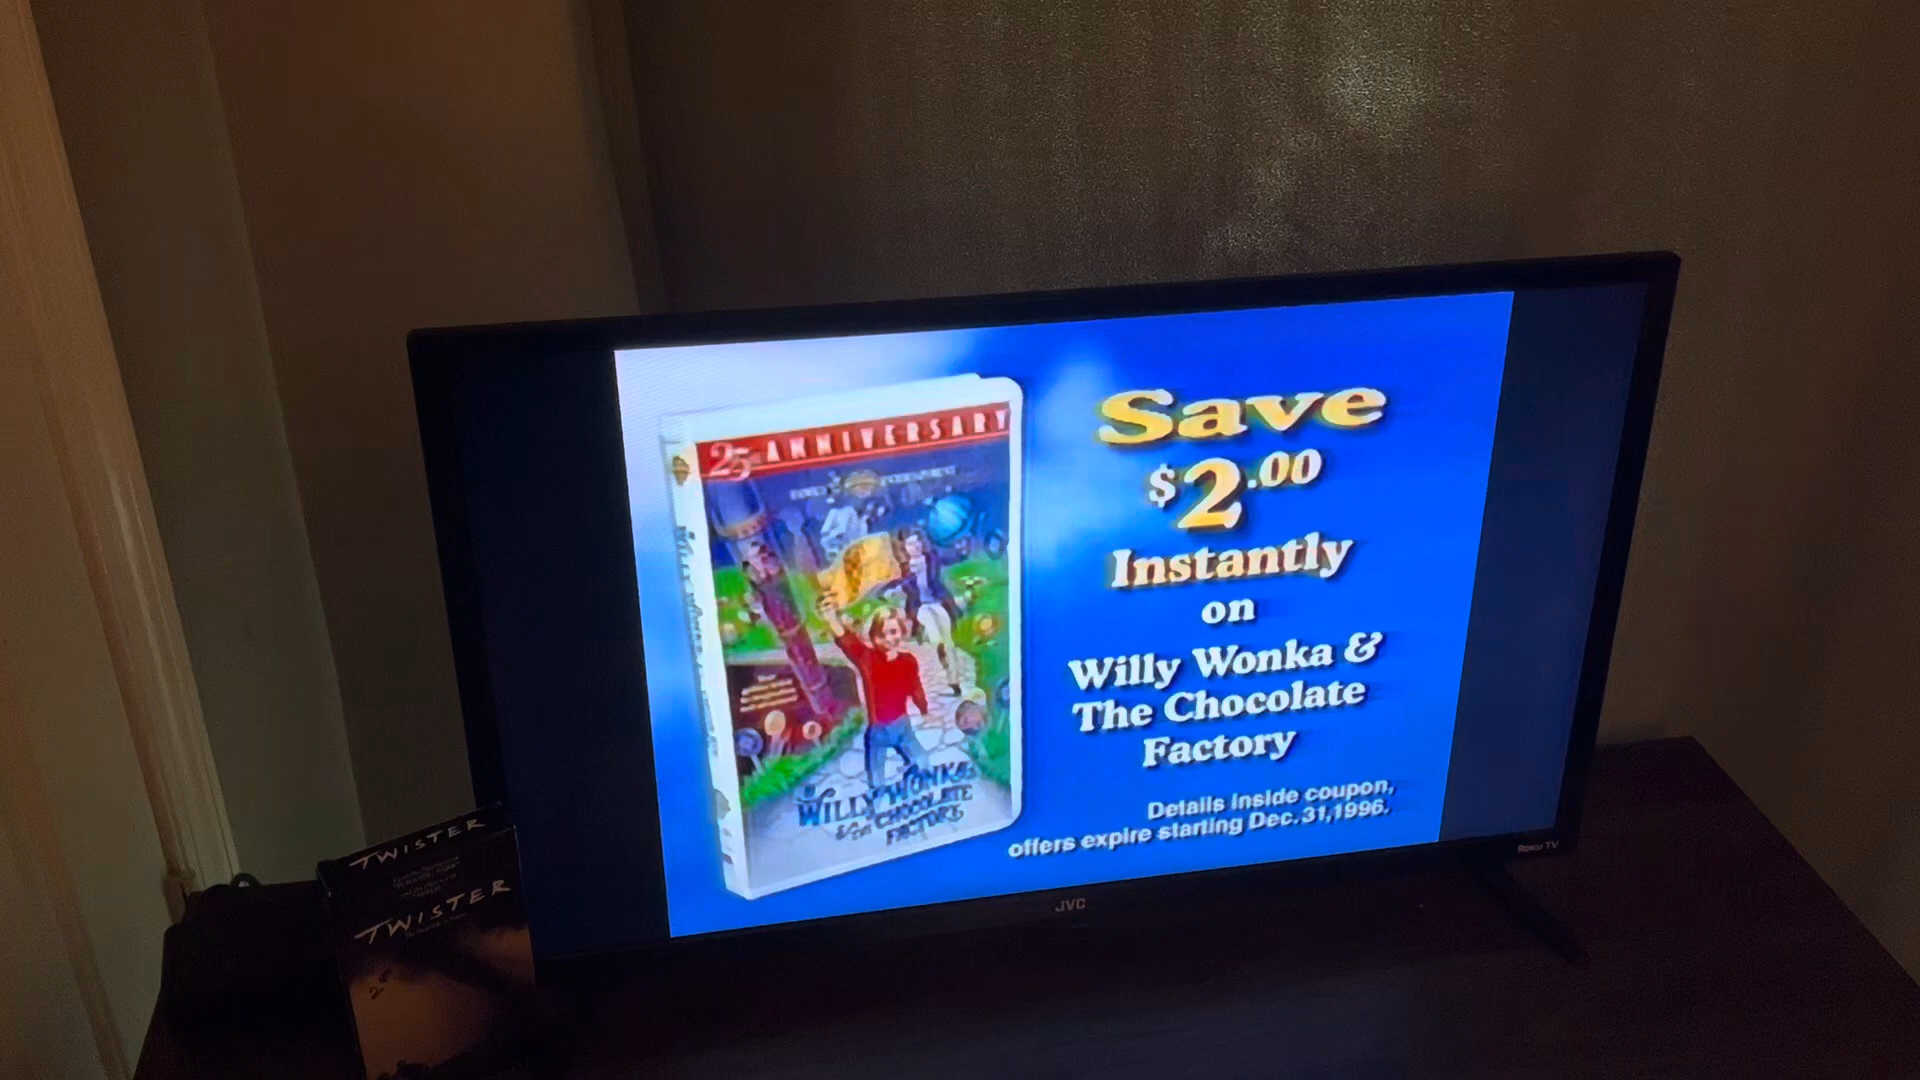 25th ANNIVERSARY
WILLY WONKA
& THE CHOCOLATE
FACTORY
Save
$2.00
Instantly
on
Willy Wonka &
The Chocolate
Factory
Details inside coupon,
offers expire starting Dec. 31, 1996.
JVC
Roku TV
TWISTER
TWISTER